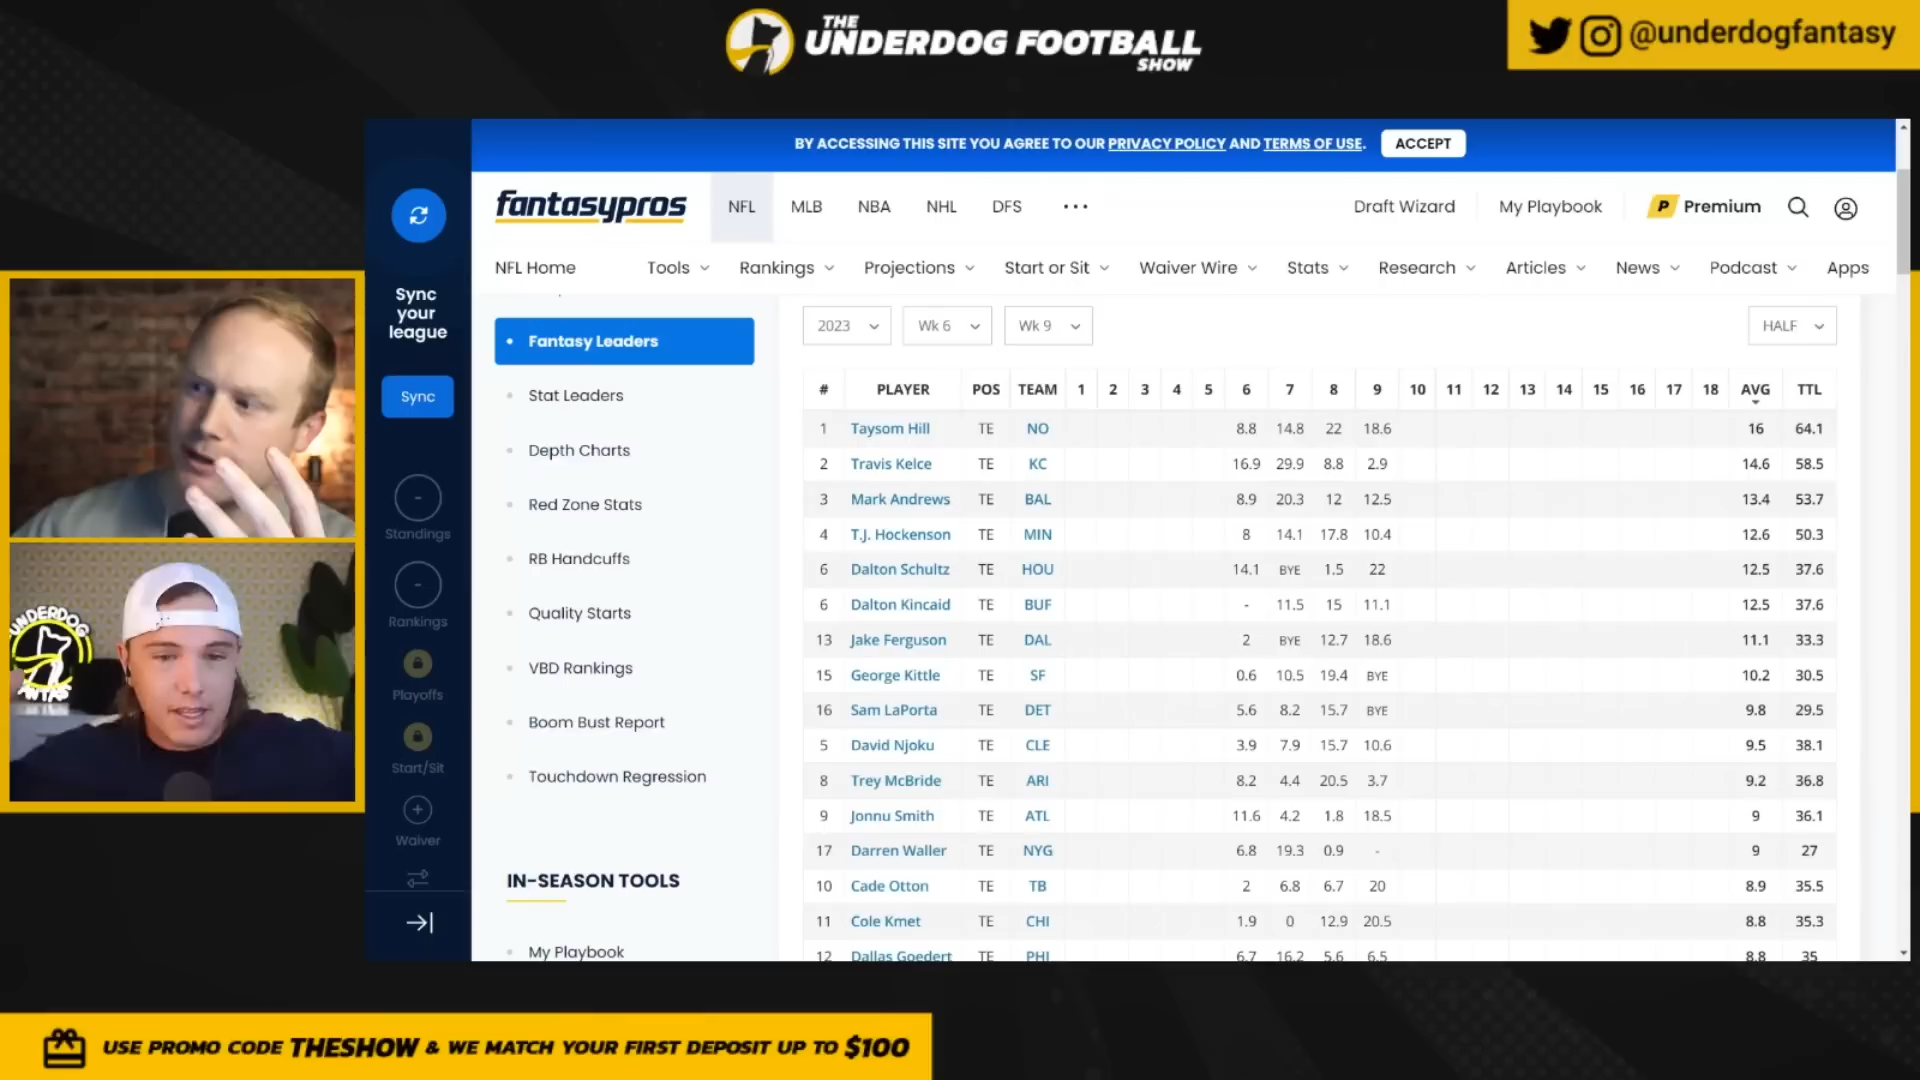 THE
UNDERDOG FOOTBALL
SHOW
@underdogfantasy
BY ACCESSING THIS SITE YOU AGREE TO OUR PRIVACY POLICY AND TERMS OF USE. ACCEPT
fantasypros NFL MLB NBA NHL DFS ... Draft Wizard My Playbook P Premium
NFL Home Tools Rankings Projections Start or Sit Waiver Wire Stats Research Articles News Podcast Apps
Sync
your
league
Sync
Standings
Rankings
Playoffs
Start/Sit
Waiver
Fantasy Leaders
Stat Leaders
Depth Charts
Red Zone Stats
RB Handcuffs
Quality Starts
VBD Rankings
Boom Bust Report
Touchdown Regression
IN-SEASON TOOLS
My Playbook
2023 Wk 6 Wk 9 HALF
# PLAYER POS TEAM 1 2 3 4 5 6 7 8 9 10 11 12 13 14 15 16 17 18 AVG TTL
1 Taysom Hill TE NO 8.8 14.8 22 18.6 16 64.1
2 Travis Kelce TE KC 16.9 29.9 8.8 2.9 14.6 58.5
3 Mark Andrews TE BAL 8.9 20.3 12 12.5 13.4 53.7
4 T.J. Hockenson TE MIN 8 14.1 17.8 10.4 12.6 50.3
6 Dalton Schultz TE HOU 14.1 BYE 1.5 22 12.5 37.6
6 Dalton Kincaid TE BUF - 11.5 15 11.1 12.5 37.6
13 Jake Ferguson TE DAL 2 BYE 12.7 18.6 11.1 33.3
15 George Kittle TE SF 0.6 10.5 19.4 BYE 10.2 30.5
16 Sam LaPorta TE DET 5.6 8.2 15.7 BYE 9.8 29.5
5 David Njoku TE CLE 3.9 7.9 15.7 10.6 9.5 38.1
8 Trey McBride TE ARI 8.2 4.4 20.5 3.7 9.2 36.8
9 Jonnu Smith TE ATL 11.6 4.2 1.8 18.5 9 36.1
17 Darren Waller TE NYG 6.8 19.3 0.9 - 9 27
10 Cade Otton TE TB 2 6.8 6.7 20 8.9 35.5
11 Cole Kmet TE CHI 1.9 0 12.9 20.5 8.8 35.3
12 Dallas Goedert TE PHI 6.7 16.2 5.6 6.5 8.8 35
UNDERDOG
USE PROMO CODE THESHOW & WE MATCH YOUR FIRST DEPOSIT UP TO $100